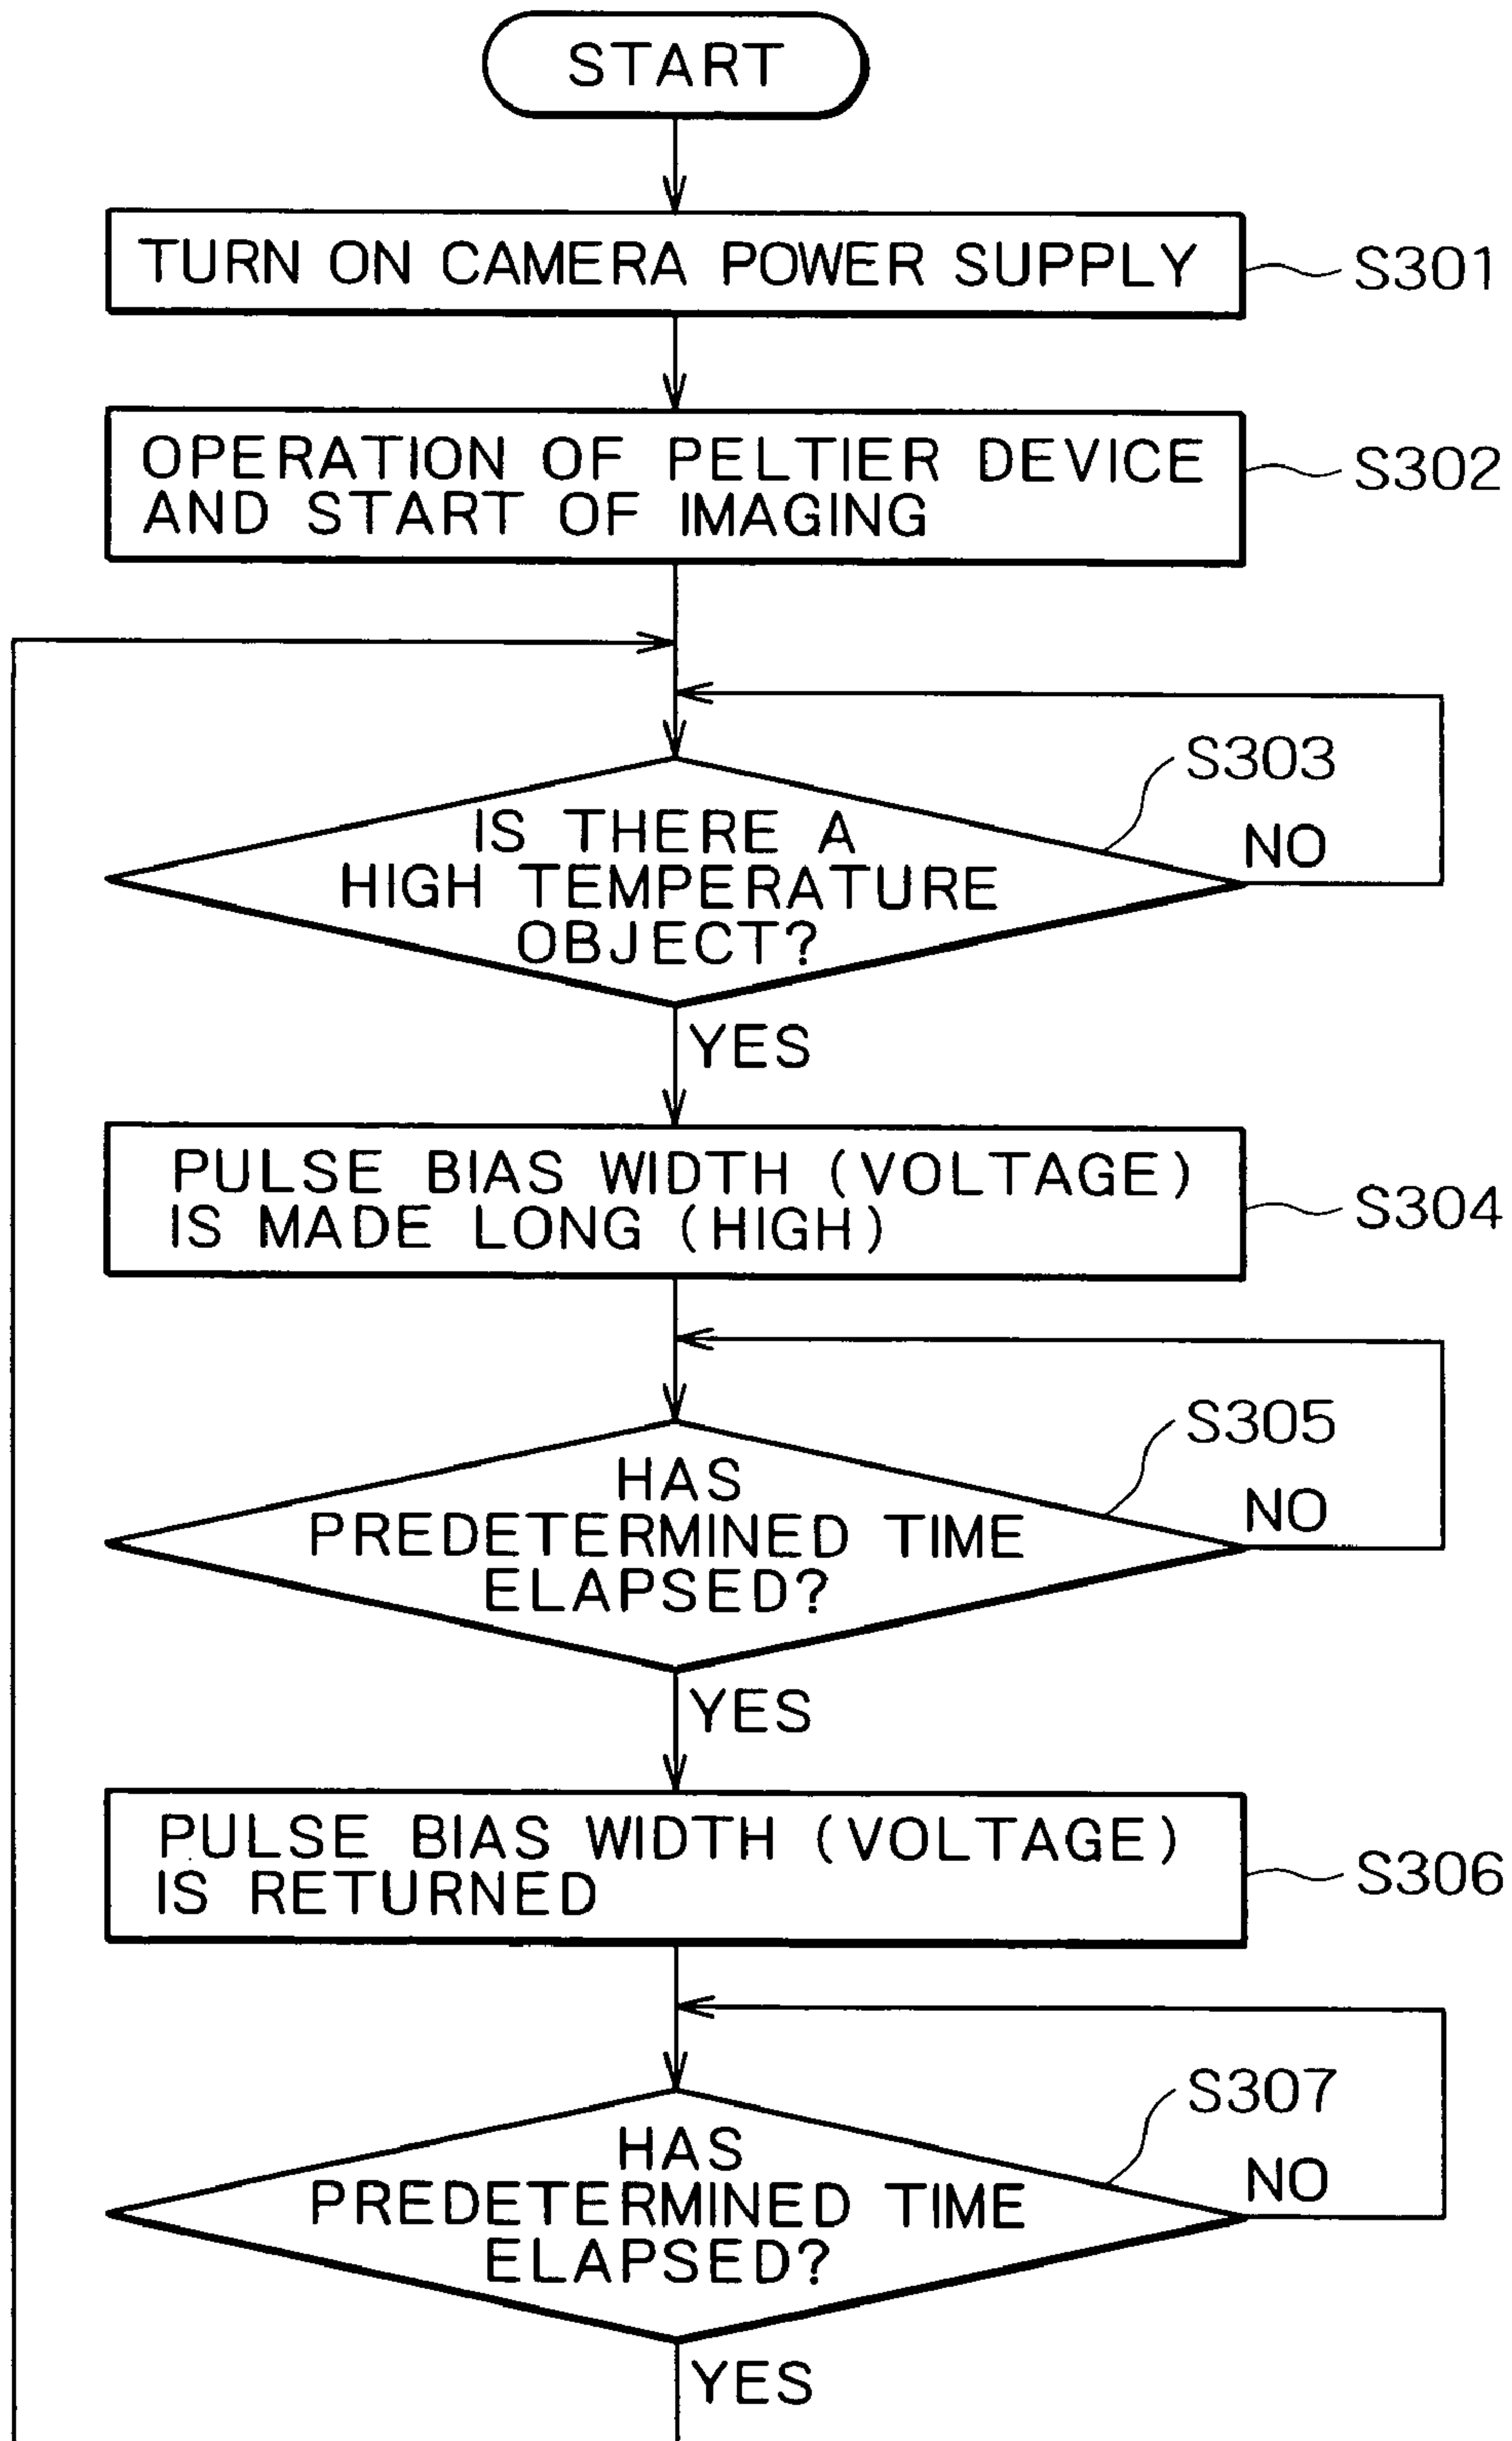 START
TURN ON CAMERA POWER SUPPLY
S301
OPERATION OF PELTIER DEVICE
AND START OF IMAGING
S302
S303
IS THERE A
HIGH TEMPERATURE
OBJECT?
NO
YES
PULSE BIAS WIDTH (VOLTAGE)
IS MADE LONG (HIGH)
S304
S305
HAS
PREDETERMINED TIME
ELAPSED?
NO
YES
PULSE BIAS WIDTH (VOLTAGE)
IS RETURNED
S306
S307
HAS
PREDETERMINED TIME
ELAPSED?
NO
YES